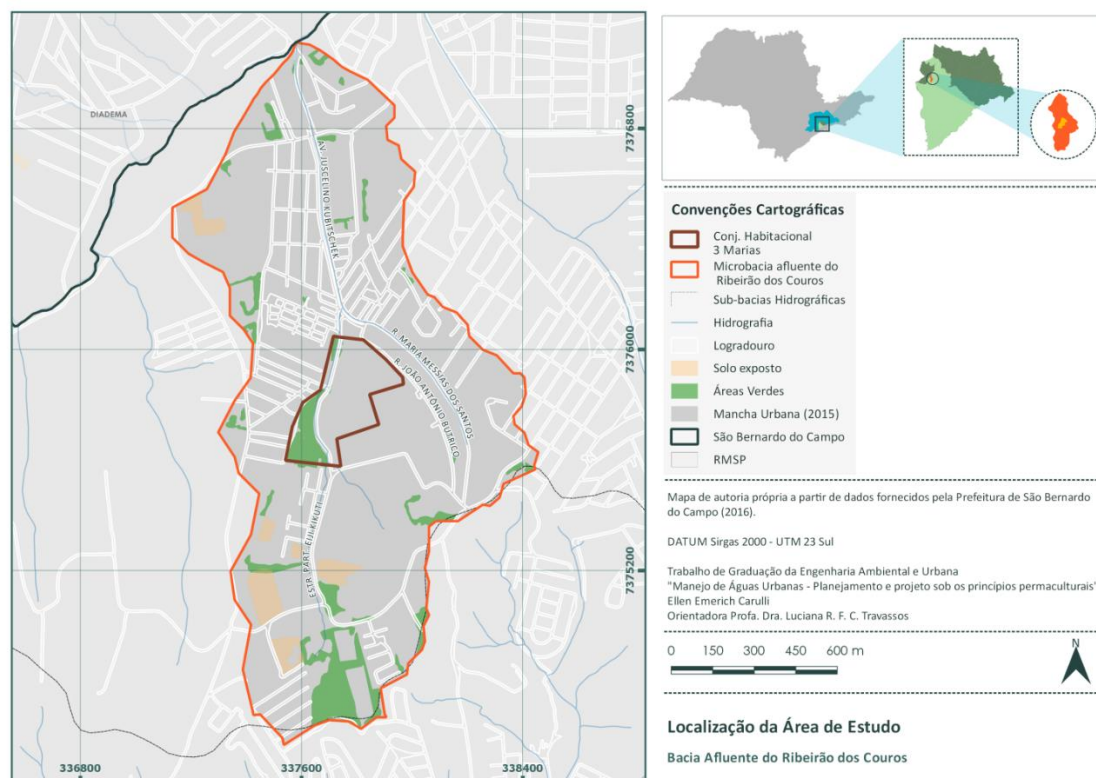 DIADEMA
AV. JUSCELINO KUBITSCHEK
R. MARIA MESSIAS DOS SANTOS
R. JOÃO ANTÔNIO BUTRICO
ESTR. PART. EIJI KIKUTI
7376800
7376000
7375200
336800
337600
338400
Convenções Cartográficas
Conj. Habitacional
3 Marias
Microbacia afluente do
Ribeirão dos Couros
Sub-bacias Hidrográficas
Hidrografia
Logradouro
Solo exposto
Áreas Verdes
Mancha Urbana (2015)
São Bernardo do Campo
RMSP
Mapa de autoria própria a partir de dados fornecidos pela Prefeitura de São Bernardo
do Campo (2016).
DATUM Sirgas 2000 - UTM 23 Sul
Trabalho de Graduação da Engenharia Ambiental e Urbana
"Manejo de Águas Urbanas - Planejamento e projeto sob os princípios permaculturais"
Ellen Emerich Carulli
Orientadora Profa. Dra. Luciana R. F. C. Travassos
0 150 300 450 600 m
N
Localização da Área de Estudo
Bacia Afluente do Ribeirão dos Couros